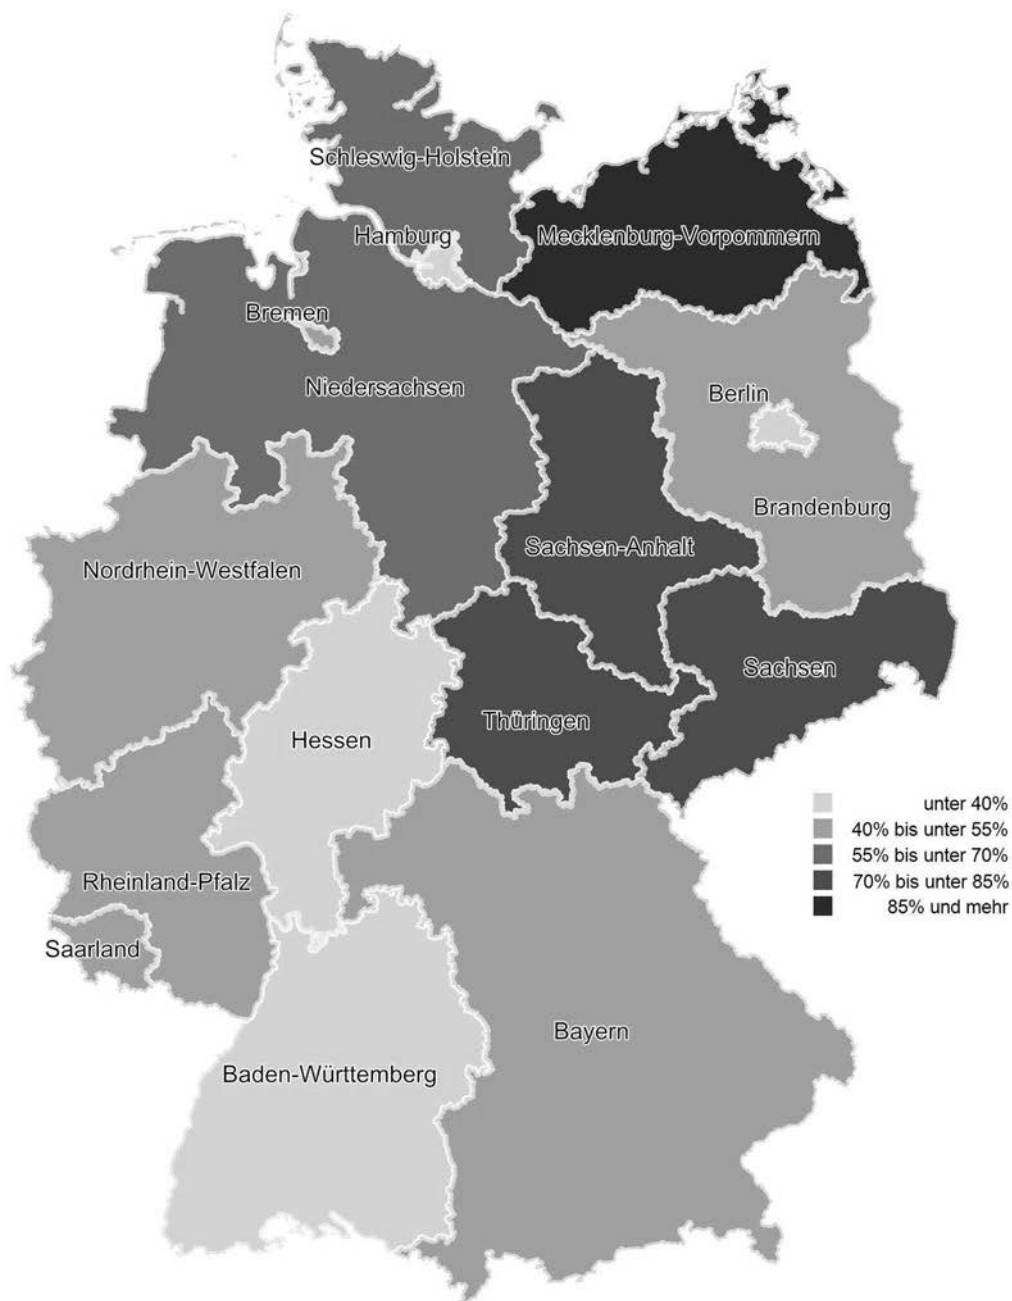 Schleswig-Holstein
Hamburg
Mecklenburg-Vorpommern
Bremen
Niedersachsen
Berlin
Brandenburg
Sachsen-Anhalt
Nordrhein-Westfalen
Sachsen
Thüringen
Hessen
unter 40%
40% bis unter 55%
55% bis unter 70%
70% bis unter 85%
85% und mehr
Rheinland-Pfalz
Saarland
Bayern
Baden-Württemberg